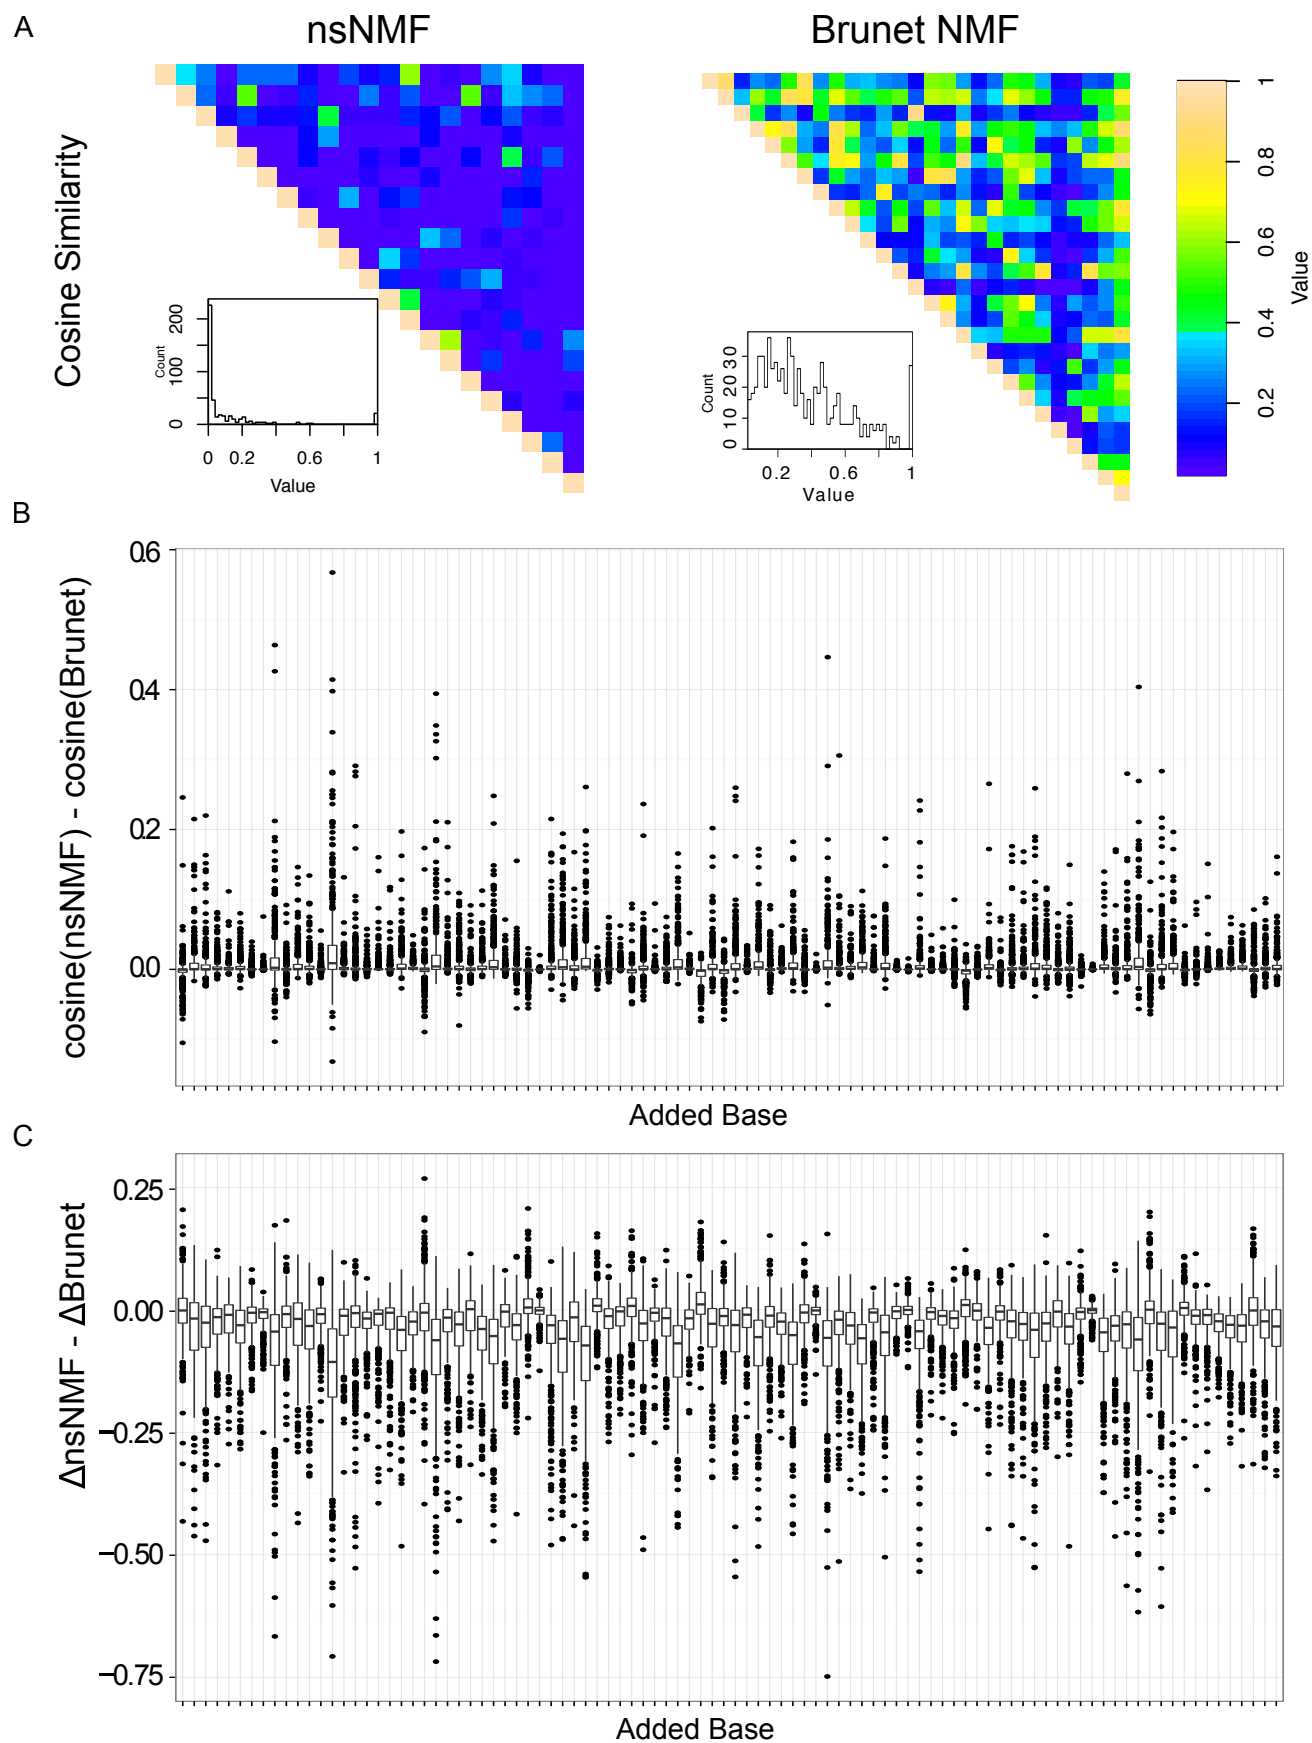 A
nsNMF
Brunet NMF
Cosine Similarity
Count
0
100
200
0 0.2 0.6 1
Value
Count
0 10 20 30
0.2 0.6 1
Value
0.2 0.4 0.6 0.8 1
Value
B
cosine(nsNMF) - cosine(Brunet)
0.6
0.4
0.2
0.0
Added Base
C
ΔnsNMF - ΔBrunet
0.25
0.00
−0.25
−0.50
−0.75
Added Base